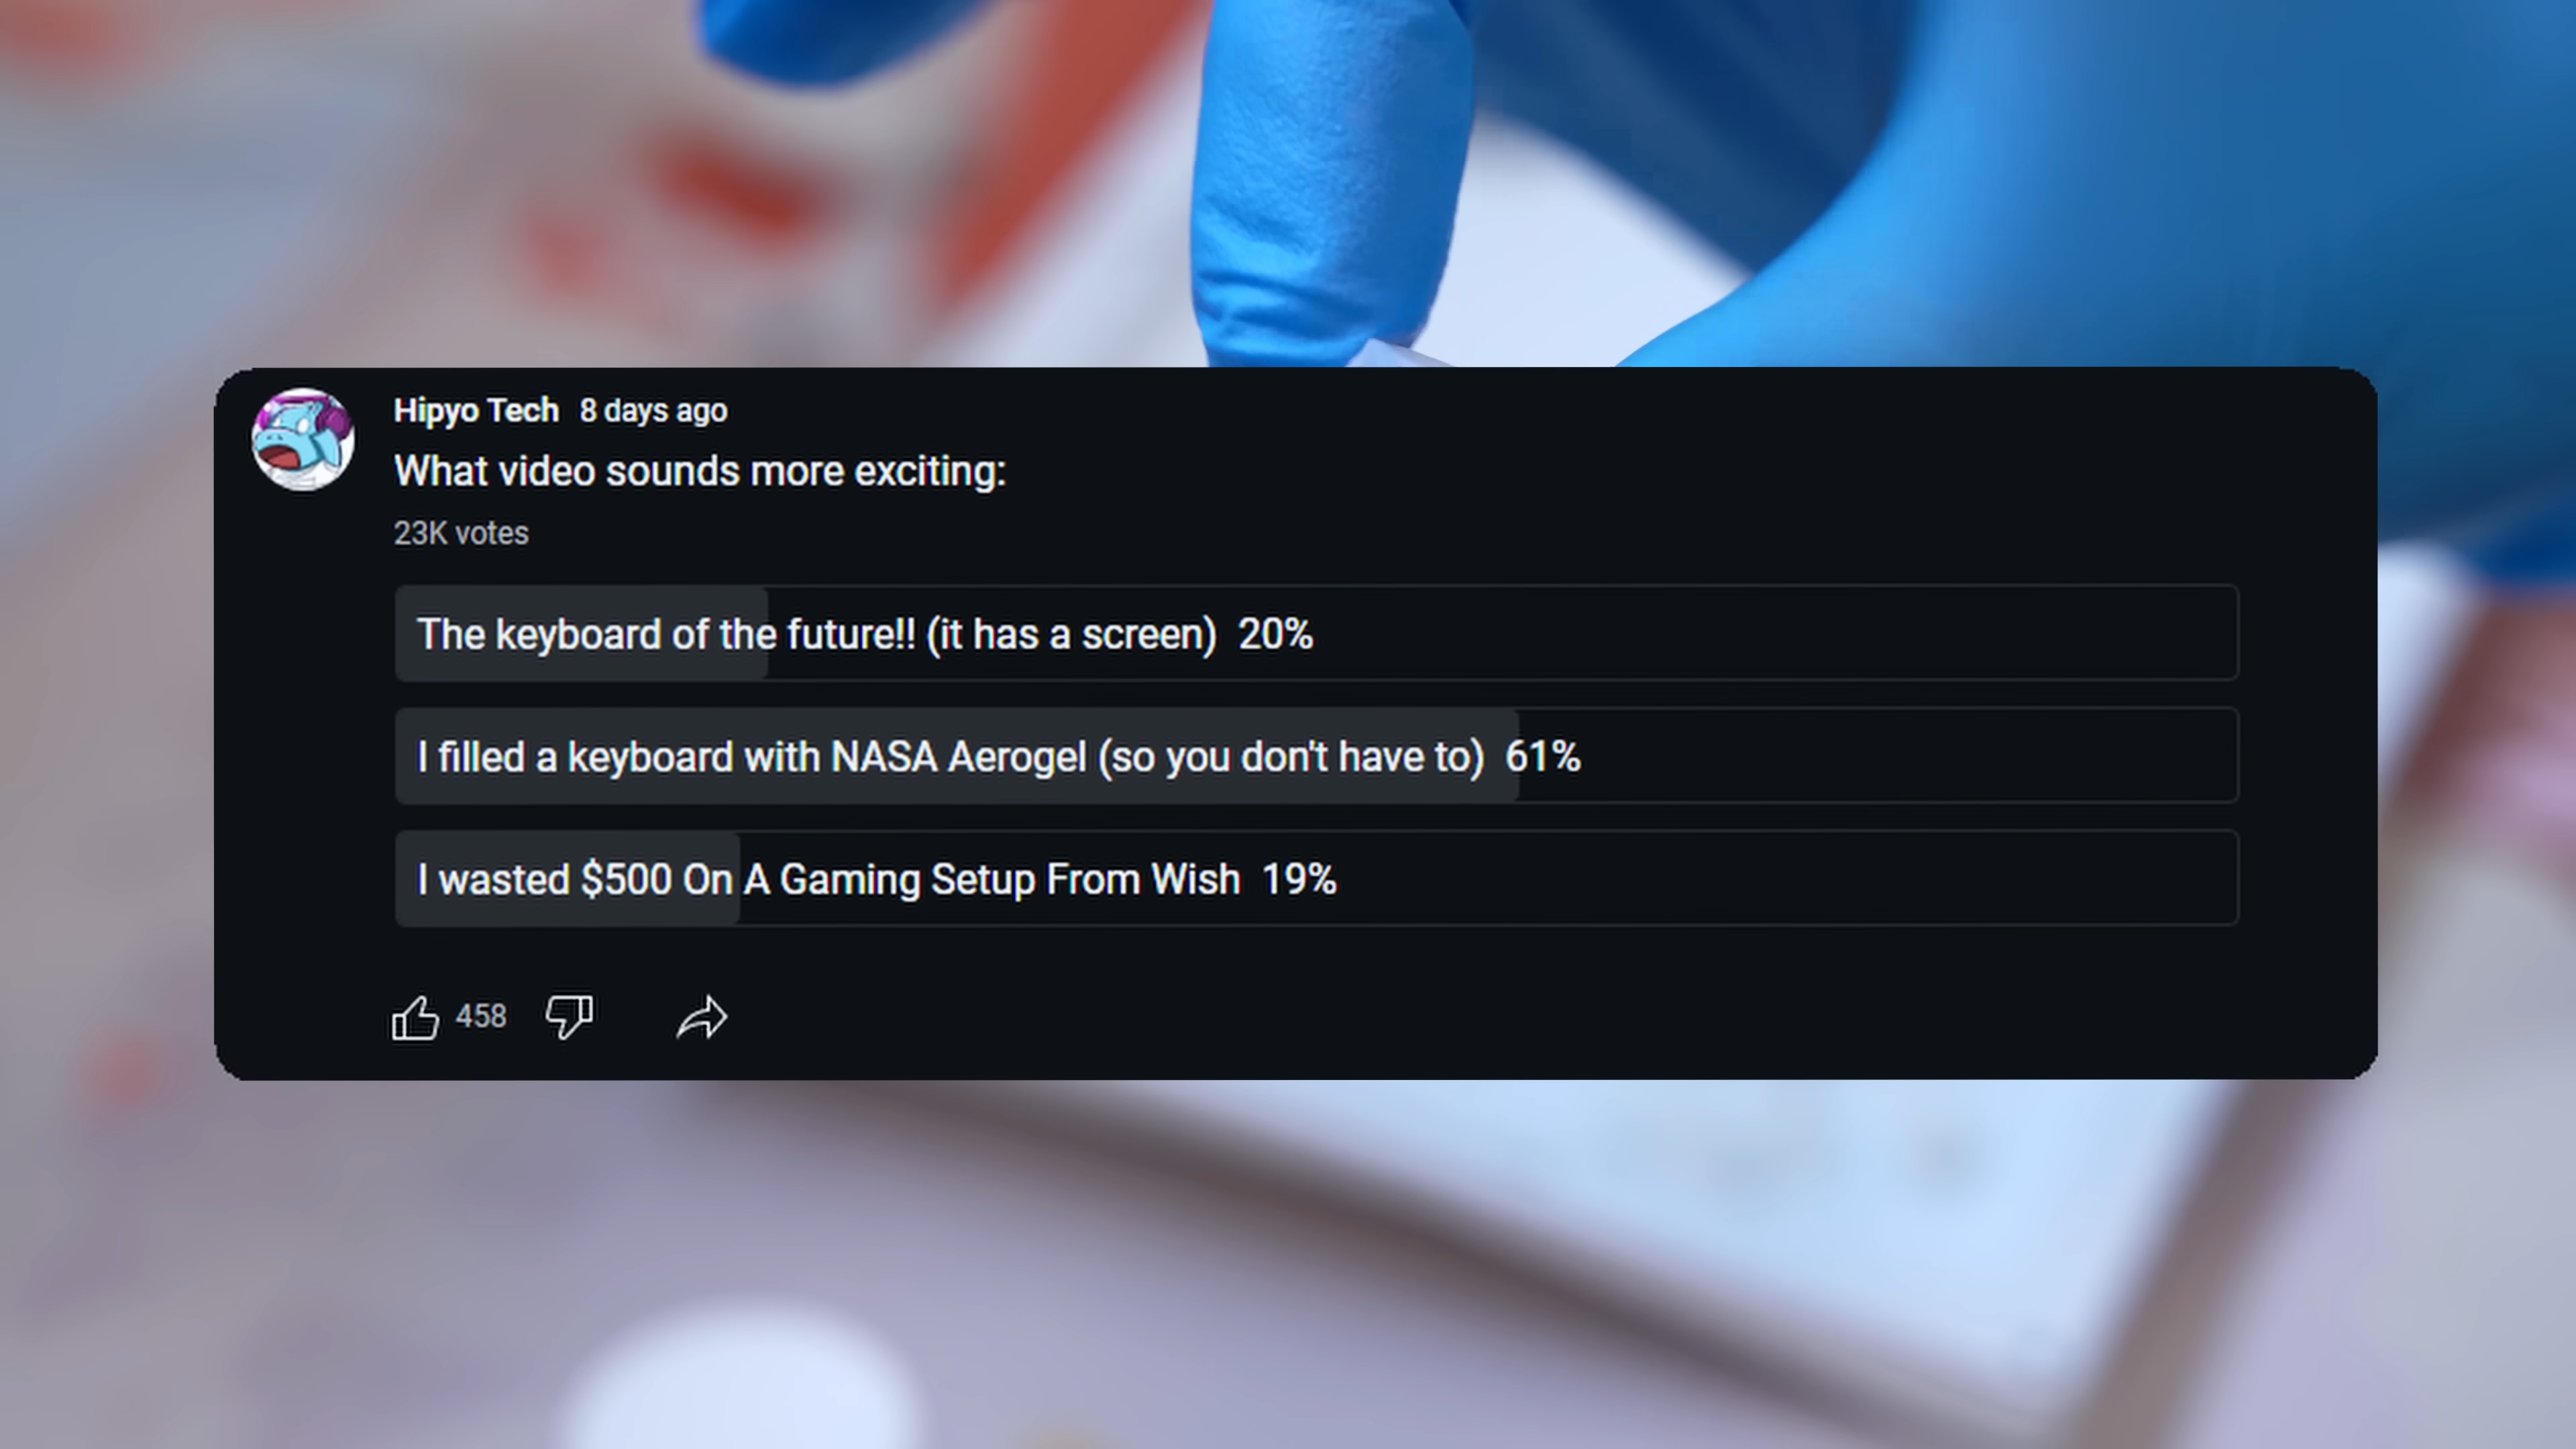 Hipyo Tech 8 days ago
What video sounds more exciting:
23K votes
The keyboard of the future!! (it has a screen) 20%
I filled a keyboard with NASA Aerogel (so you don't have to) 61%
I wasted $500 On A Gaming Setup From Wish 19%
458